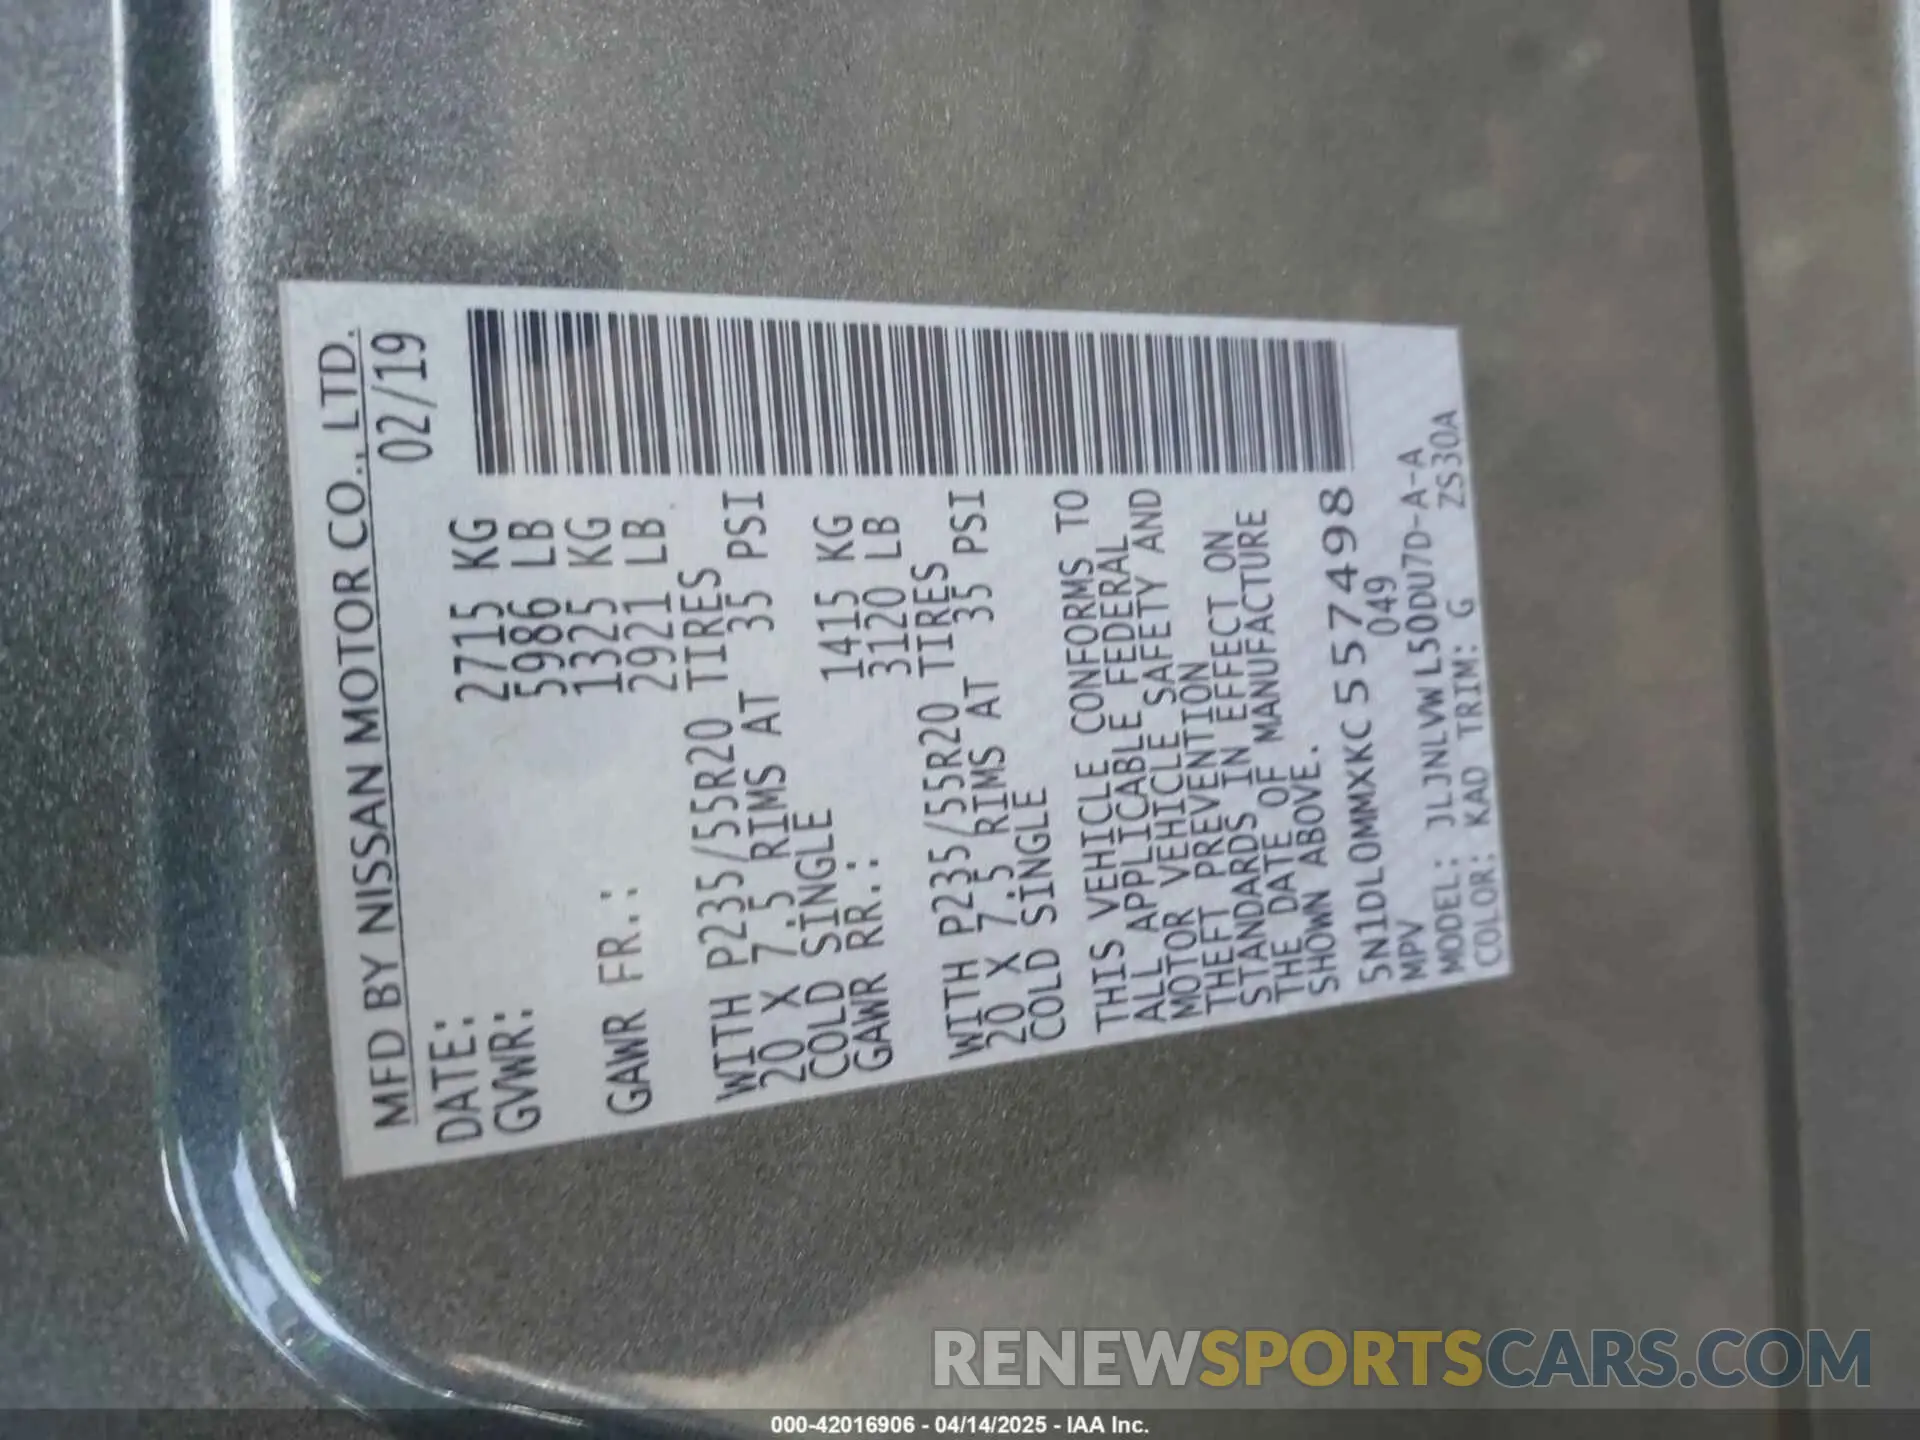 MFD BY NISSAN MOTOR CO., LTD.
DATE: 02/19
GVWR: 2715 KG
5986 LB
GAWR FR.: 1325 KG
2921 LB
WITH P235/55R20 TIRES
20 X 7.5 RIMS AT 35 PSI
COLD SINGLE
GAWR RR.: 1415 KG
3120 LB
WITH P235/55R20 TIRES
20 X 7.5 RIMS AT 35 PSI
COLD SINGLE
THIS VEHICLE CONFORMS TO
ALL APPLICABLE FEDERAL
MOTOR VEHICLE SAFETY AND
THEFT PREVENTION
STANDARDS IN EFFECT ON
THE DATE OF MANUFACTURE
SHOWN ABOVE.
5N1DL0MMXKC557498
MPV 049
MODEL: JLJNLVWL50DU7D-A-A
COLOR: KAD TRIM: G ZS30A
RENEWSPORTSCARS.COM
000-42016906 - 04/14/2025 - IAA Inc.